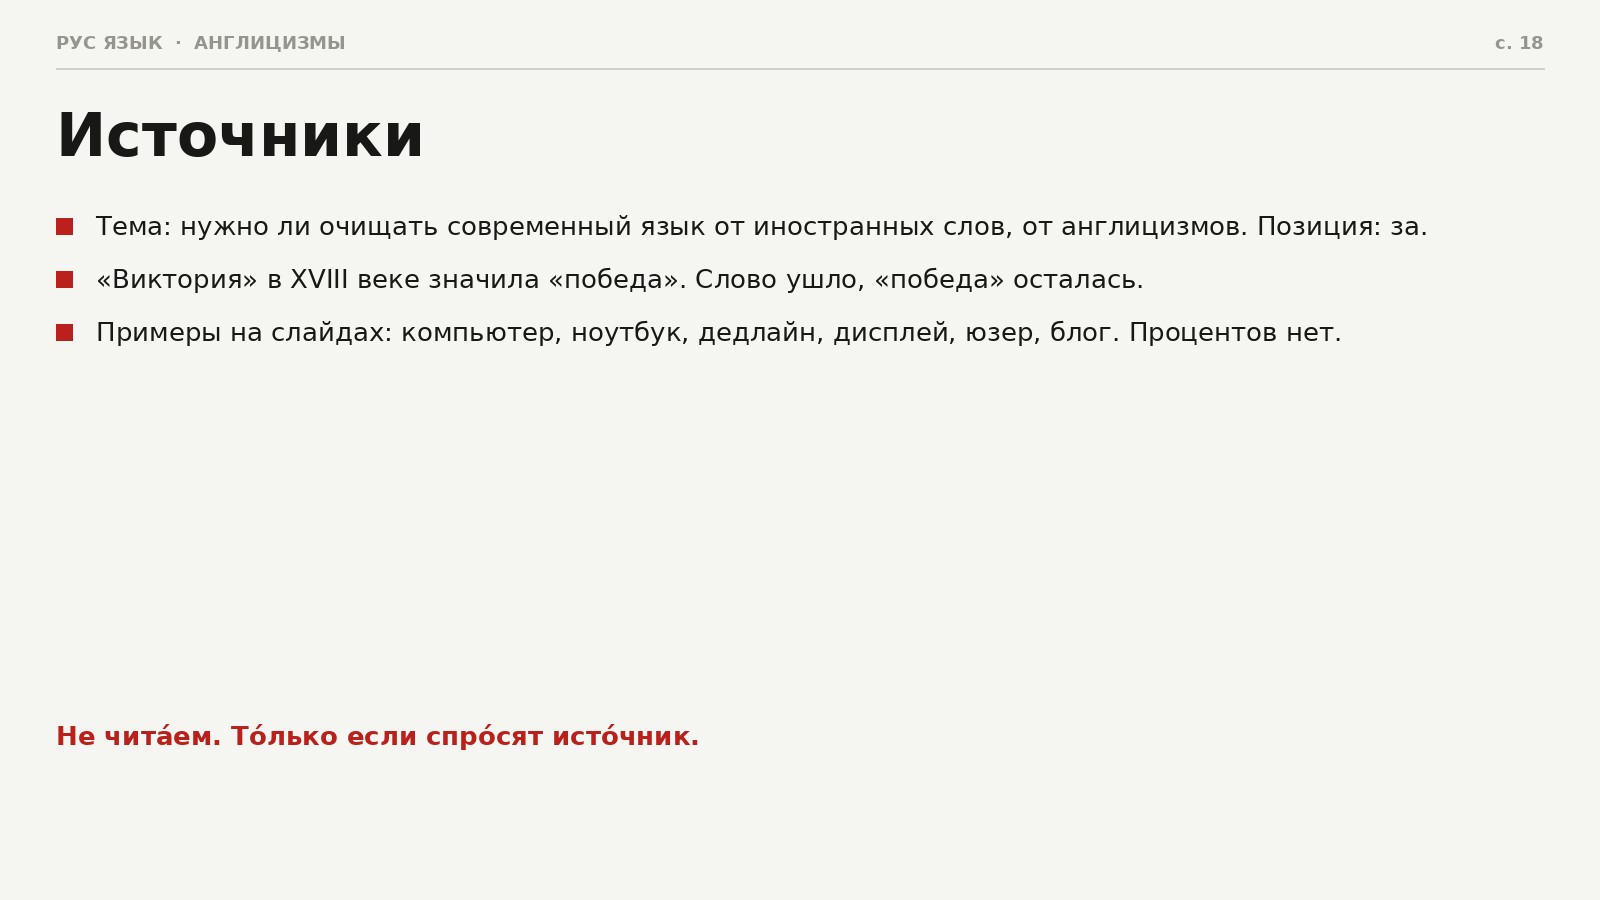 РУС ЯЗЫК · АНГЛИЦИЗМЫ
с. 18
Источники
Тема: нужно ли очищать современный язык от иностранных слов, от англицизмов. Позиция: за.
«Виктория» в XVIII веке значила «победа». Слово ушло, «победа» осталась.
Примеры на слайдах: компьютер, ноутбук, дедлайн, дисплей, юзер, блог. Процентов нет.
Не чита́ем. То́лько если спро́сят исто́чник.